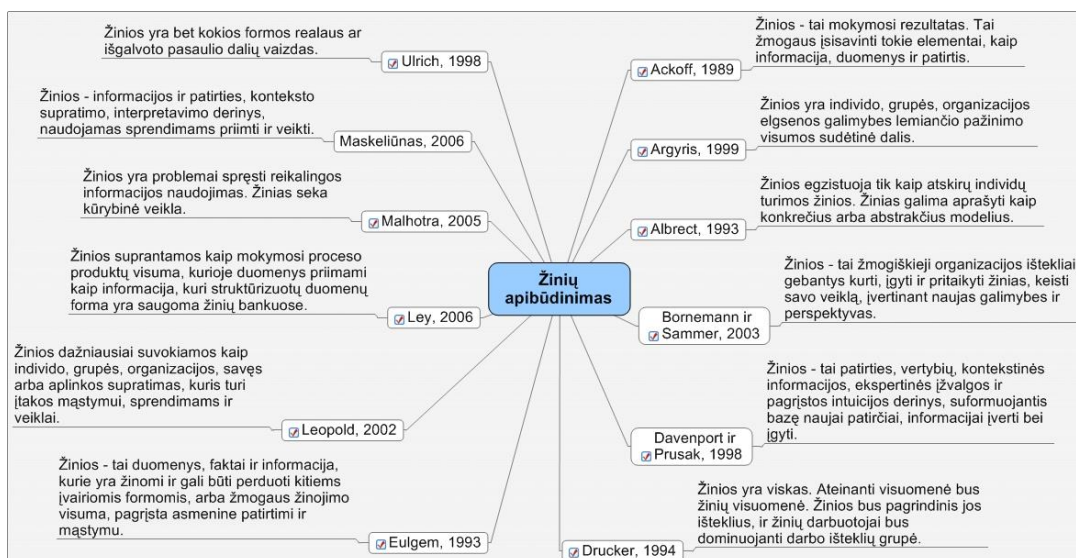 Žinių
apibūdinimas
Žinios yra bet kokios formos realaus ar
išgalvoto pasaulio dalių vaizdas.
Ulrich, 1998
Žinios - informacijos ir patirties, konteksto
supratimo, interpretavimo derinys,
naudojamas sprendimams priimti ir veikti.
Maskeliūnas, 2006
Žinios yra problemai spręsti reikalingos
informacijos naudojimas. Žinias seka
kūrybinė veikla.
Malhotra, 2005
Žinios suprantamos kaip mokymosi proceso
produktų visuma, kurioje duomenys priimami
kaip informacija, kuri struktūrizuotų duomenų
forma yra saugoma žinių bankuose.
Ley, 2006
Žinios dažniausiai suvokiamos kaip
individo, grupės, organizacijos, savęs
arba aplinkos supratimas, kuris turi
įtakos mąstymui, sprendimams ir
veiklai.
Leopold, 2002
Žinios - tai duomenys, faktai ir informacija,
kurie yra žinomi ir gali būti perduoti kitiems
įvairiomis formomis, arba žmogaus žinojimo
visuma, pagrįsta asmenine patirtimi ir
mąstymu.
Eulgem, 1993
Žinios - tai mokymosi rezultatas. Tai
žmogaus įsisavinti tokie elementai, kaip
informacija, duomenys ir patirtis.
Ackoff, 1989
Žinios yra individo, grupės, organizacijos
elgsenos galimybes lemiančio pažinimo
visumos sudėtinė dalis.
Argyris, 1999
Žinios egzistuoja tik kaip atskirų individų
turimos žinios. Žinias galima aprašyti kaip
konkrečius arba abstrakčius modelius.
Albrect, 1993
Žinios - tai žmogiškieji organizacijos ištekliai
gebantys kurti, įgyti ir pritaikyti žinias, keisti
savo veiklą, įvertinant naujas galimybes ir
perspektyvas.
Bornemann ir
Sammer, 2003
Žinios - tai patirties, vertybių, kontekstinės
informacijos, ekspertinės įžvalgos ir
pagrįstos intuicijos derinys, suformuojantis
bazę naujai patirčiai, informacijai įverti bei
įgyti.
Davenport ir
Prusak, 1998
Žinios yra viskas. Ateinanti visuomenė bus
žinių visuomenė. Žinios bus pagrindinis jos
išteklius, ir žinių darbuotojai bus
dominuojanti darbo išteklių grupė.
Drucker, 1994